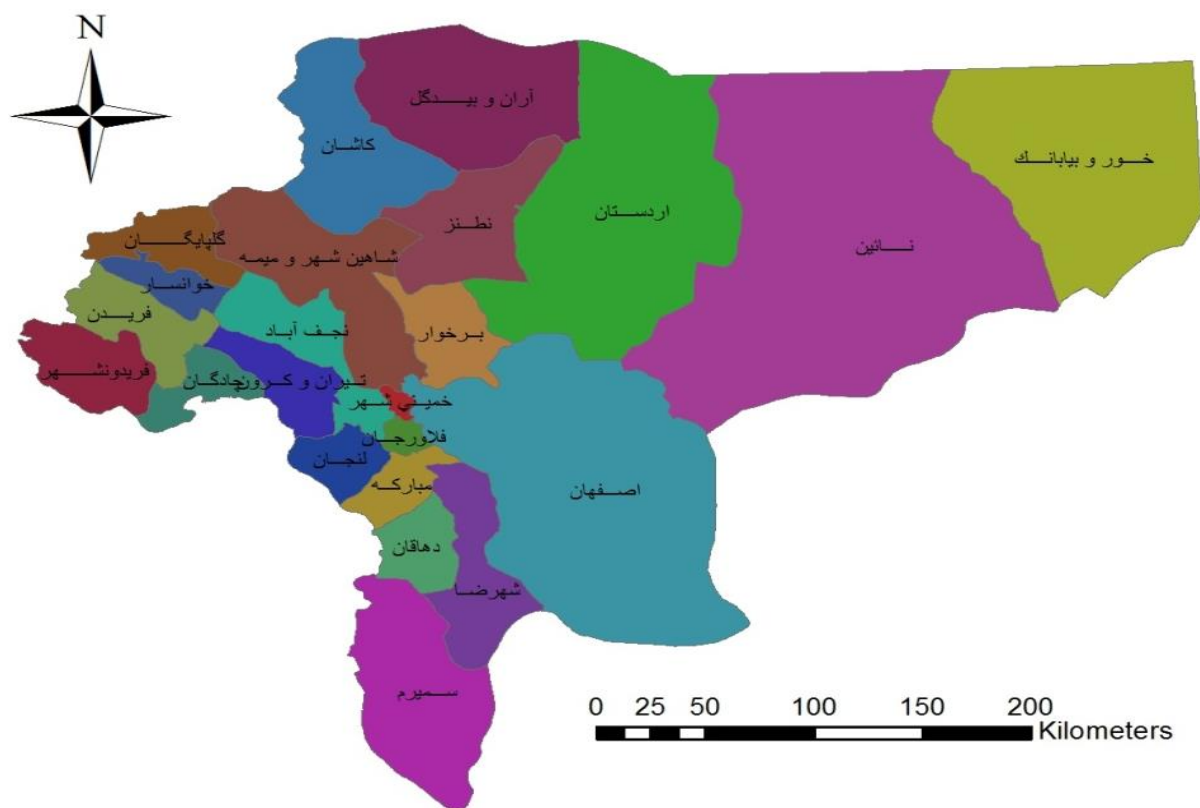 N
آران و بیدگل
کاشان
خور و بیابانک
اردستان
نطنز
گلپایگان
شاهین شهر و میمه
نائین
خوانسار
فریدن
نجف آباد
برخوار
فریدونشهر
چادگان
تیران و کرون
خمینی شهر
فلاورجان
لنجان
مبارکه
اصفهان
دهاقان
شهرضا
سمیرم
0 25 50 100 150 200
Kilometers